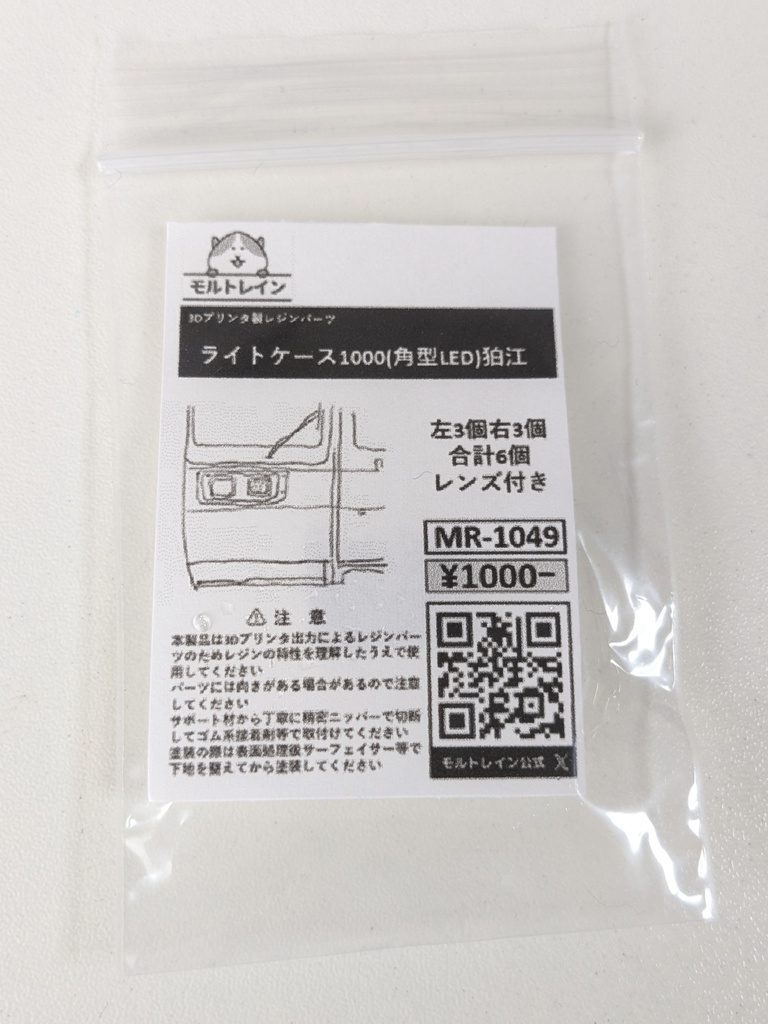 モルトレイン
3Dプリンタ製レジンパーツ
ライトケース1000(角型LED)狛江
左3個右3個
合計6個
レンズ付き
MR-1049
¥1000-
⚠ 注 意
本製品は3Dプリンタ出力によるレジンパー
ツのためレジンの特性を理解したうえで使
用してください
パーツには向きがある場合があるので注意
してください
サポート材から丁寧に精密ニッパーで切断
してゴム系接着剤等で取付けてください
塗装の際は表面処理後サーフェイサー等で
下地を整えてから塗装してください
モルトレイン公式 X